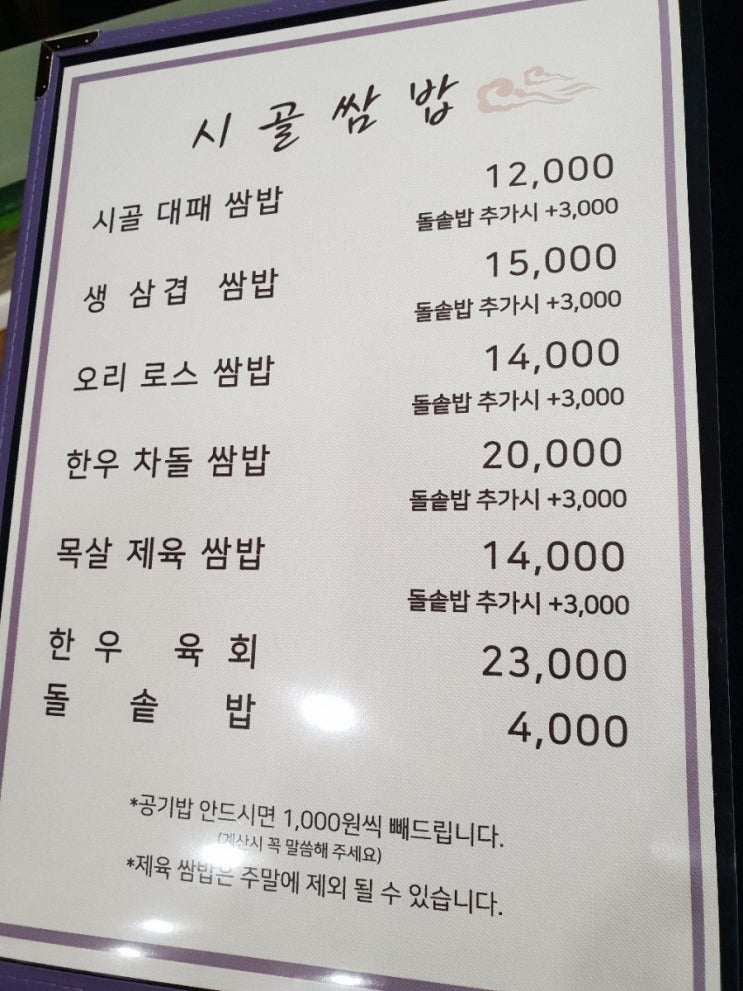 시골쌈밥
시골 대패 쌈밥 12,000
돌솥밥 추가시 +3,000
생 삼겹 쌈밥 15,000
돌솥밥 추가시 +3,000
오리 로스 쌈밥 14,000
돌솥밥 추가시 +3,000
한우 차돌 쌈밥 20,000
돌솥밥 추가시 +3,000
목살 제육 쌈밥 14,000
돌솥밥 추가시 +3,000
한우 육회 23,000
돌솥밥 4,000
*공기밥 안드시면 1,000원씩 빼드립니다.
(계산시 꼭 말씀해 주세요)
*제육 쌈밥은 주말에 제외 될 수 있습니다.